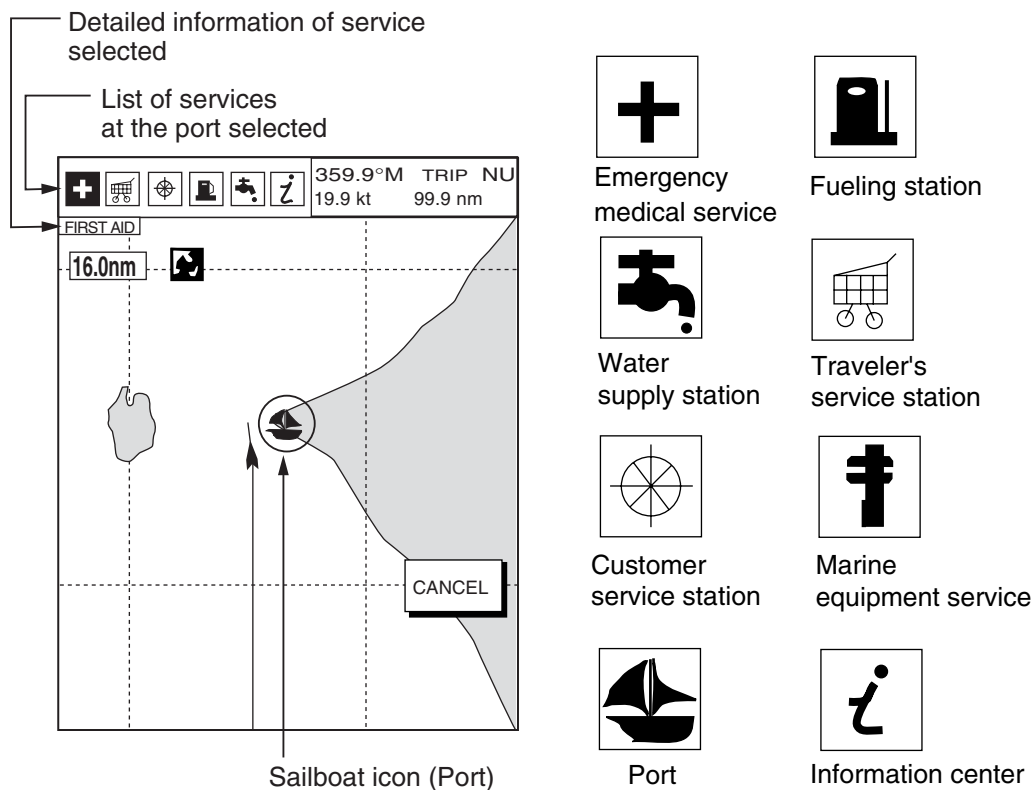 Detailed information of service
selected
List of services
at the port selected
359.9°M TRIP NU
19.9 kt 99.9 nm
FIRST AID
16.0nm
CANCEL
Sailboat icon (Port)
Emergency
medical service
Fueling station
Water
supply station
Traveler's
service station
Customer
service station
Marine
equipment service
Port
Information center